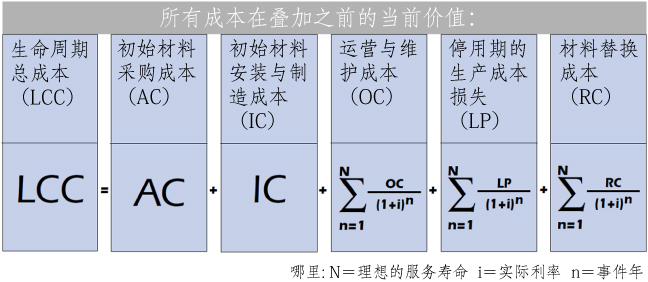 所有成本在叠加之前的当前价值：
生命周期
总成本
（LCC）
初始材料
采购成本
（AC）
初始材料
安装与制
造成本
（IC）
运营与维
护成本
（OC）
停用期的
生产成本
损失
（LP）
材料替换
成本
（RC）
LCC = AC + IC + N∑n=1 OC/(1+i)^n + N∑n=1 LP/(1+i)^n + N∑n=1 RC/(1+i)^n
哪里：N＝理想的服务寿命 i＝实际利率 n＝事件年